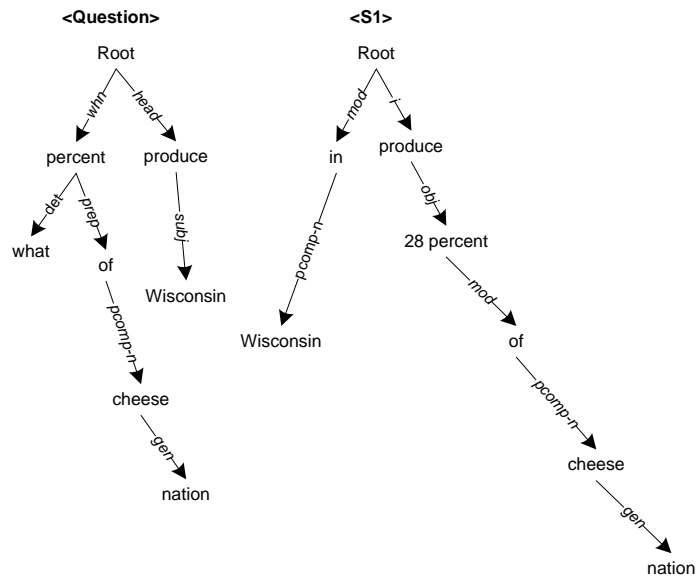 <Question>
Root
whn
head
percent
produce
det
prep
subj
what
of
Wisconsin
pcomp-n
cheese
gen
nation
<S1>
Root
mod
i
in
produce
pcomp-n
obj
28 percent
Wisconsin
mod
of
pcomp-n
cheese
gen
nation